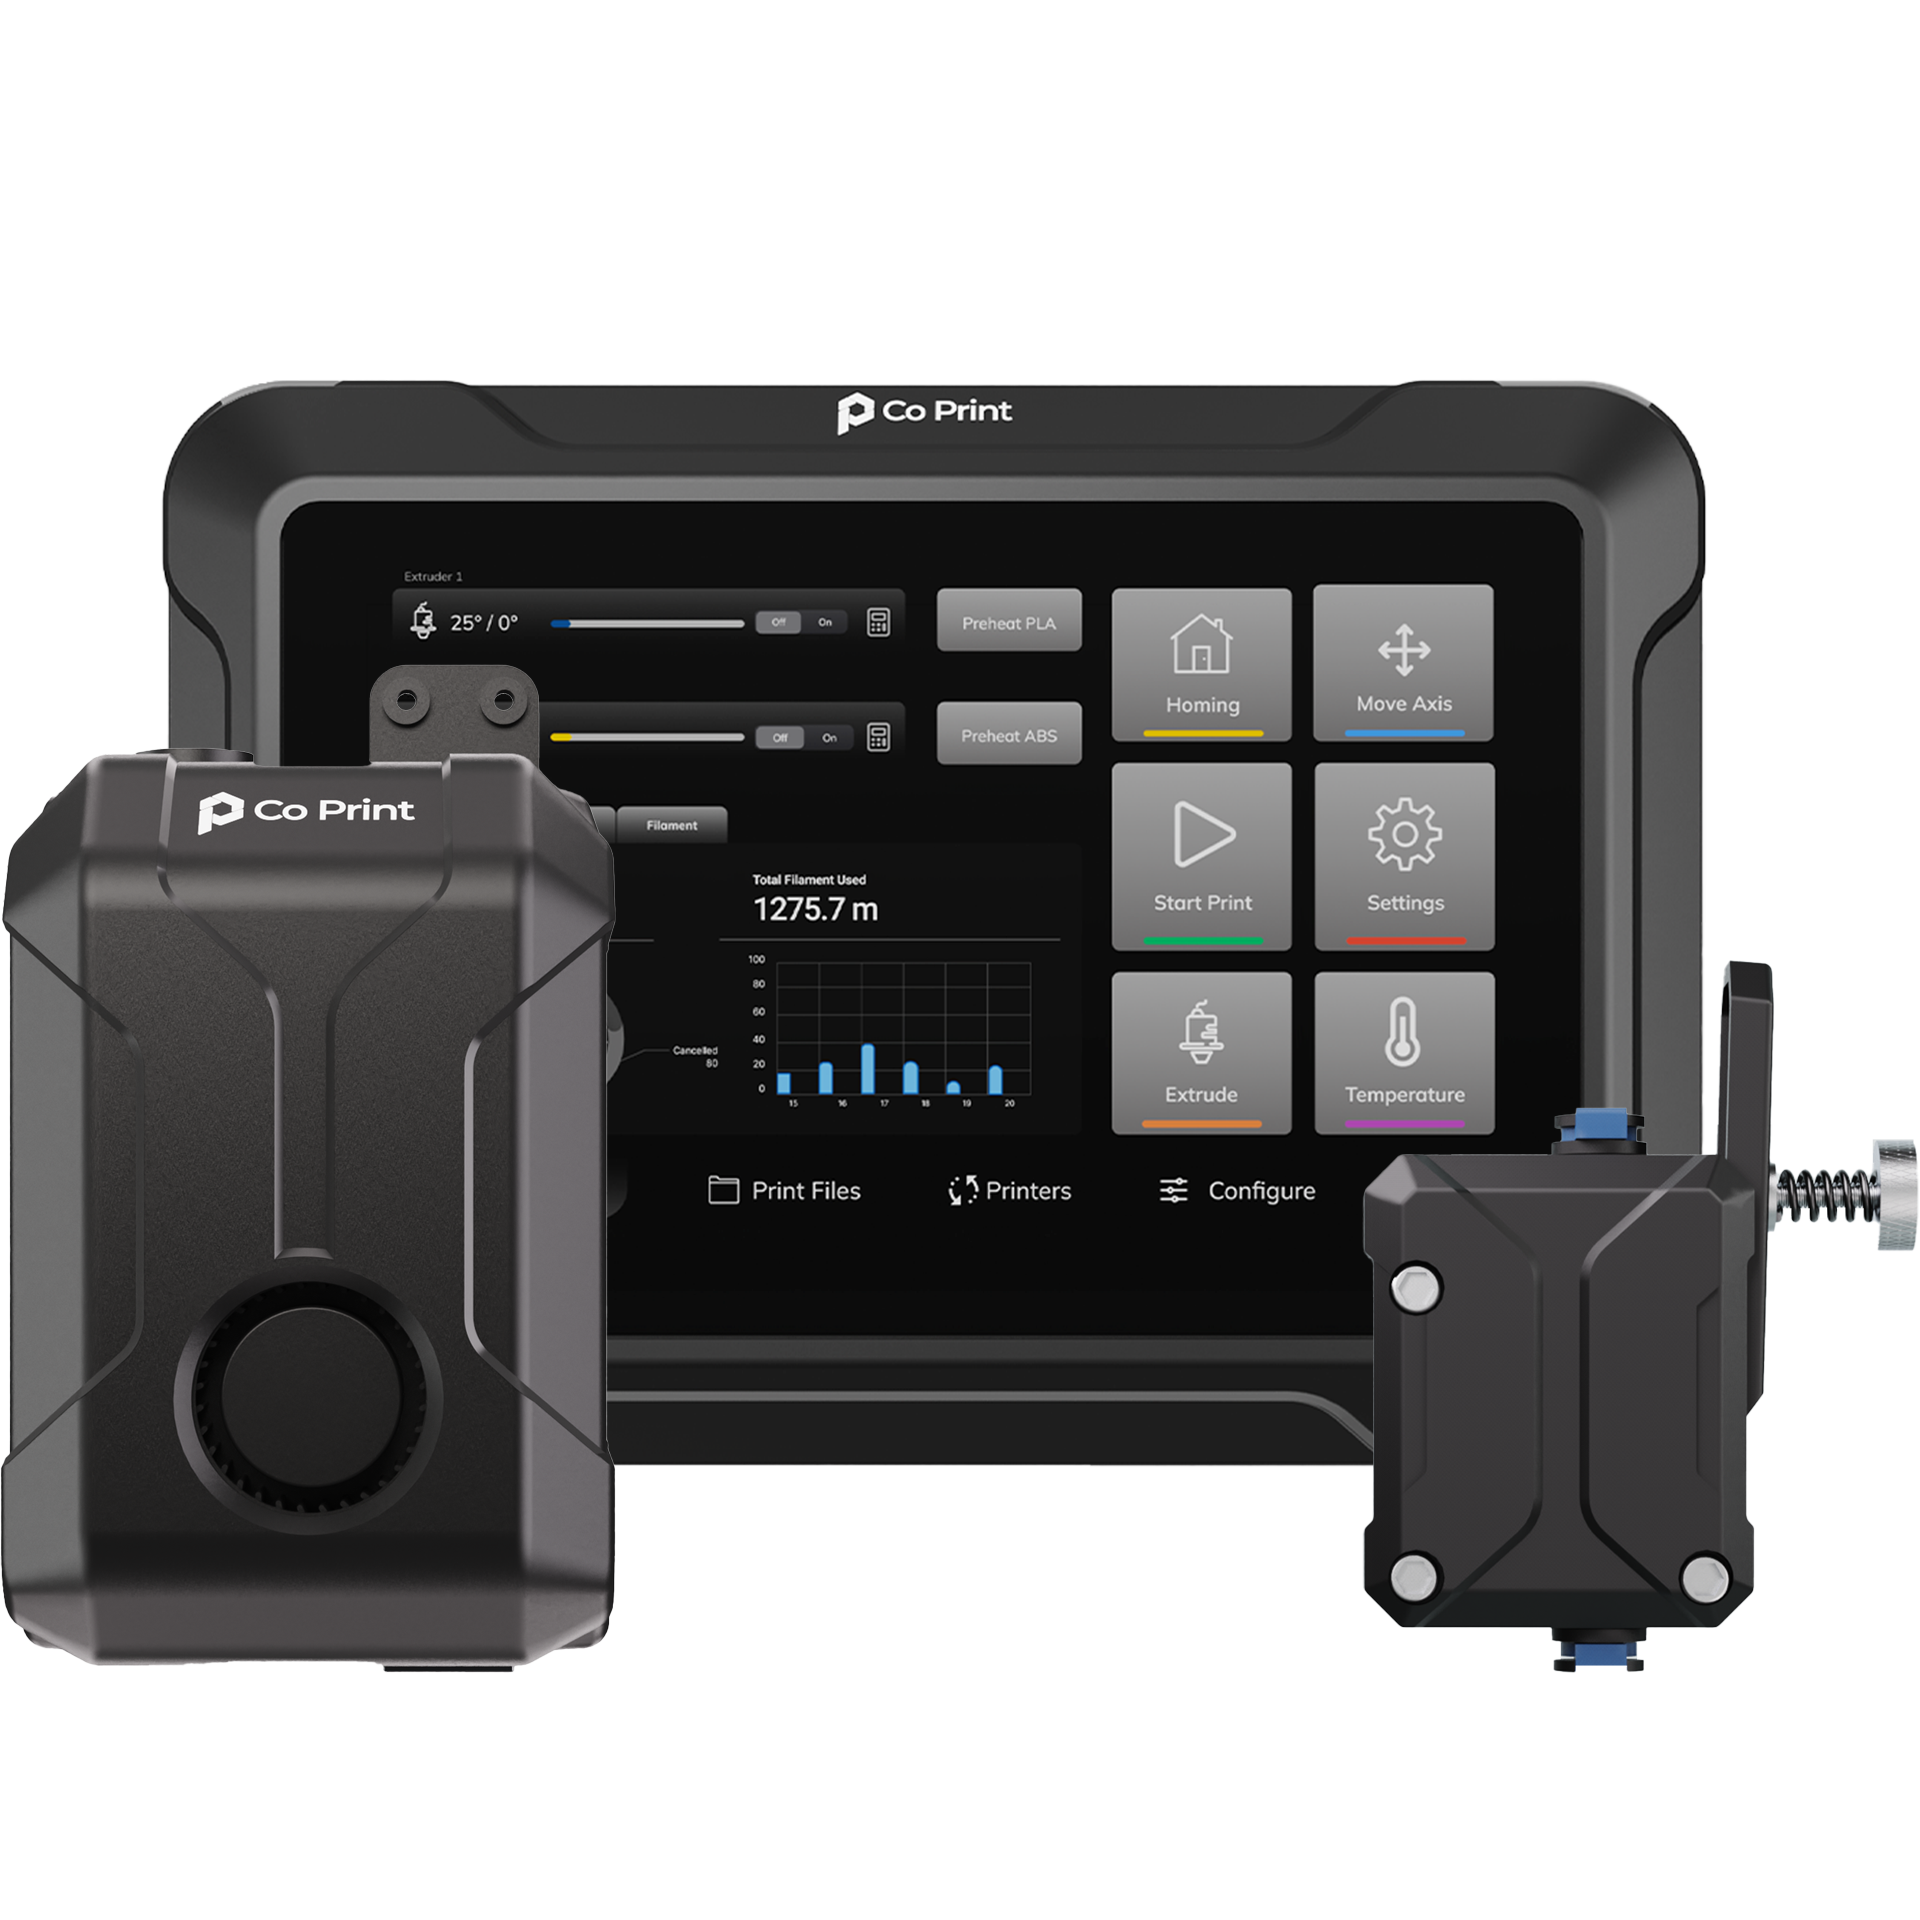 Co Print
Extruder 1
25° / 0°
Off
On
Preheat PLA
Homing
Move Axis
Off
On
Preheat ABS
Co Print
Filament
Total Filament Used
1275.7 m
Start Print
Settings
100
80
60
40
20
0
Cancelled
80
15 16 17 18 19 20
Extrude
Temperature
Print Files
Printers
Configure